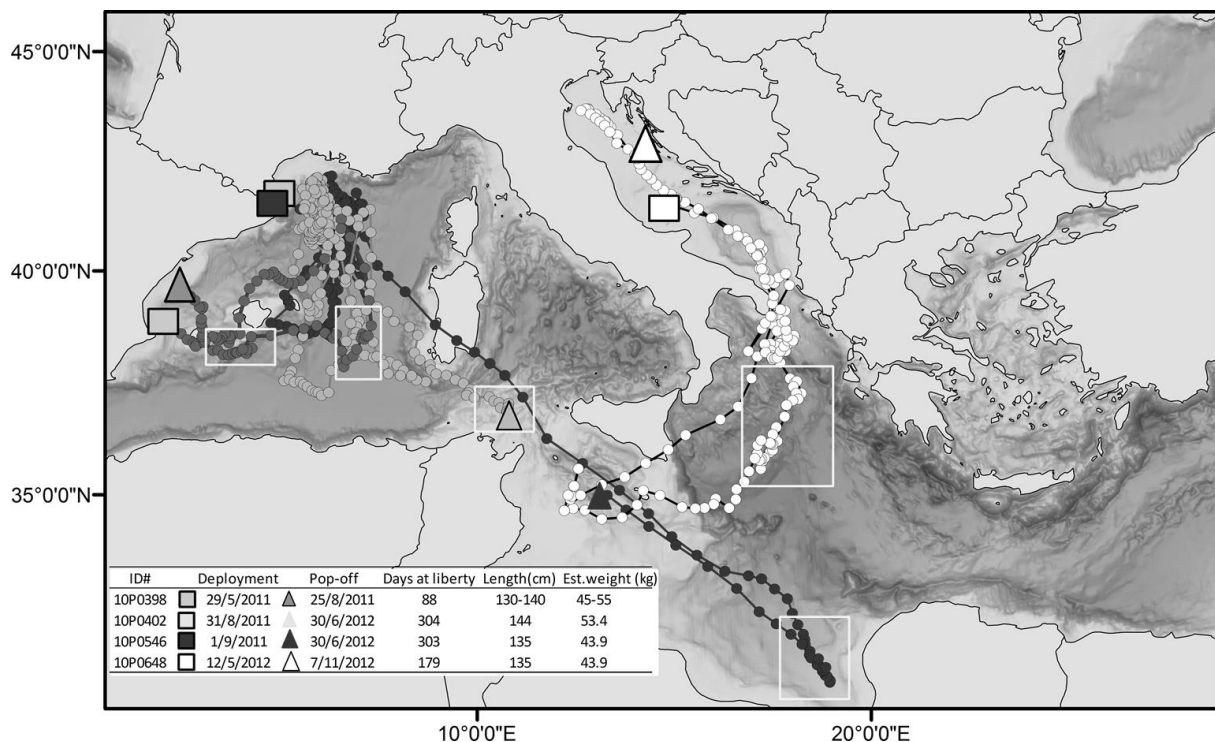 45°0'0"N
40°0'0"N
35°0'0"N
ID# Deployment Pop-off Days at liberty Length(cm) Est.weight (kg)
10P0398 29/5/2011 25/8/2011 88 130-140 45-55
10P0402 31/8/2011 30/6/2012 304 144 53.4
10P0546 1/9/2011 30/6/2012 303 135 43.9
10P0648 12/5/2012 7/11/2012 179 135 43.9
10°0'0"E 20°0'0"E